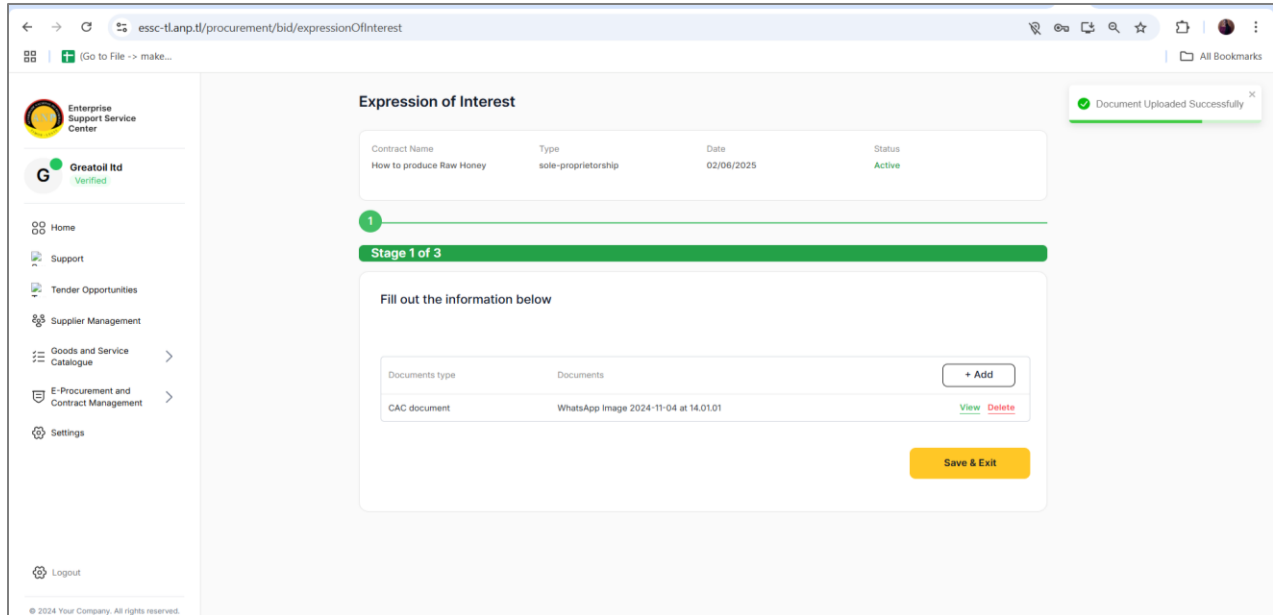 essc-tl.anp.tl/procurement/bid/expressionOfInterest
(Go to File -> make...
All Bookmarks
Enterprise
Support Service
Center
G
Greatoil ltd
Verified
Home
Support
Tender Opportunities
Supplier Management
Goods and Service
Catalogue
E-Procurement and
Contract Management
Settings
Logout
© 2024 Your Company. All rights reserved.
Expression of Interest
Document Uploaded Successfully
Contract Name Type Date Status
How to produce Raw Honey sole-proprietorship 02/06/2025 Active
1
Stage 1 of 3
Fill out the information below
Documents type Documents + Add
CAC document WhatsApp Image 2024-11-04 at 14.01.01 View Delete
Save & Exit